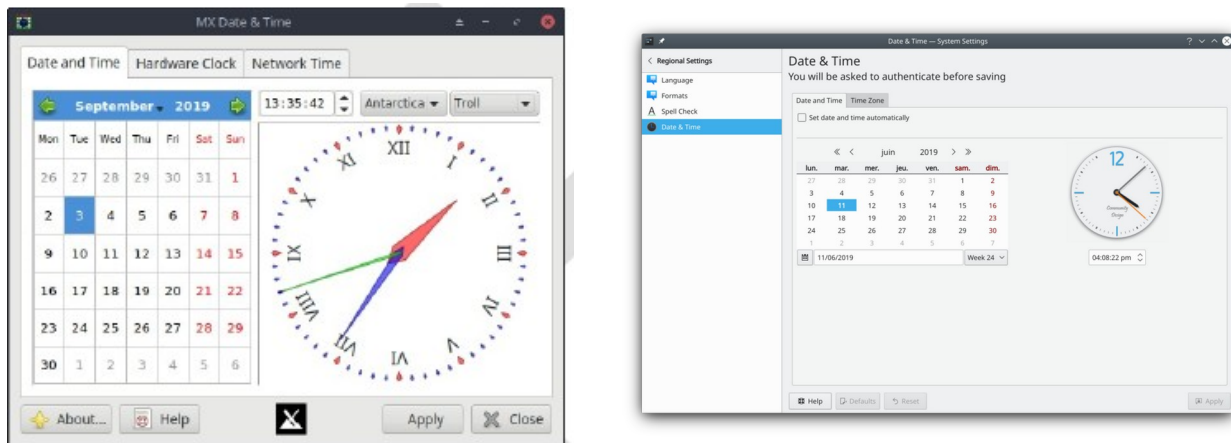 MX Date & Time
Date and Time Hardware Clock Network Time
September 2019 13:35:42 Antarctica Troll
Mon Tue Wed Thu Fri Sat Sun
26 27 28 29 30 31 1
2 3 4 5 6 7 8
9 10 11 12 13 14 15
16 17 18 19 20 21 22
23 24 25 26 27 28 29
30 1 2 3 4 5 6
XII
I
II
III
IV
V
VI
VII
VIII
IX
X
XI
About... Help Apply Close
Date & Time — System Settings
Regional Settings
Language
Formats
Spell Check
Date & Time
Date & Time
You will be asked to authenticate before saving
Date and Time Time Zone
Set date and time automatically
juin 2019
lun. mar. mer. jeu. ven. sam. dim.
27 28 29 30 31 1 2
3 4 5 6 7 8 9
10 11 12 13 14 15 16
17 18 19 20 21 22 23
24 25 26 27 28 29 30
1 2 3 4 5 6 7
11/06/2019 Week 24
12
Community
Design
04:08:22 pm
Help Defaults Reset Apply